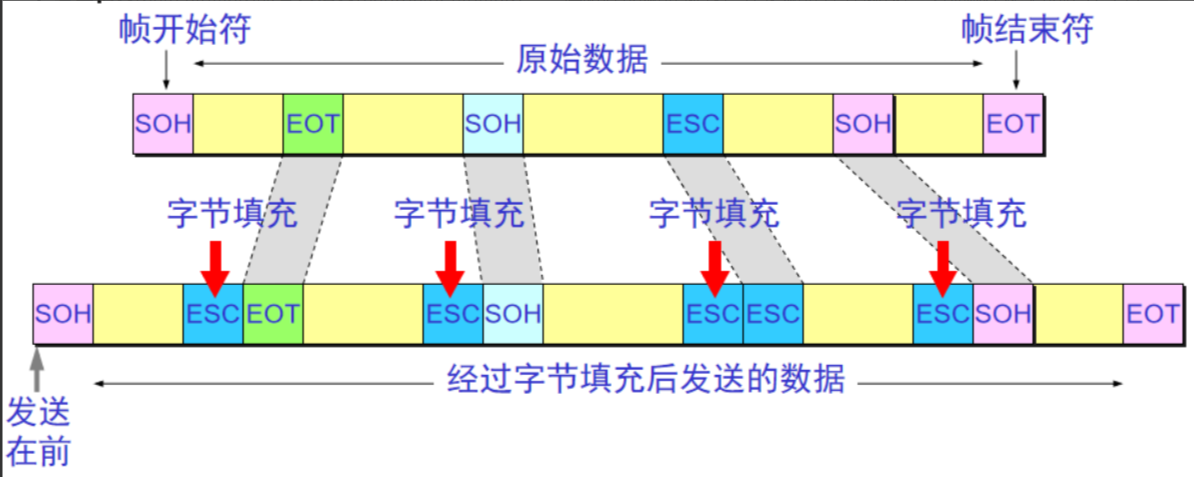 帧开始符
帧结束符
原始数据
SOH EOT SOH ESC SOH EOT
字节填充 字节填充 字节填充 字节填充
SOH ESC EOT ESC SOH ESC ESC ESC SOH EOT
经过字节填充后发送的数据
发送
在前